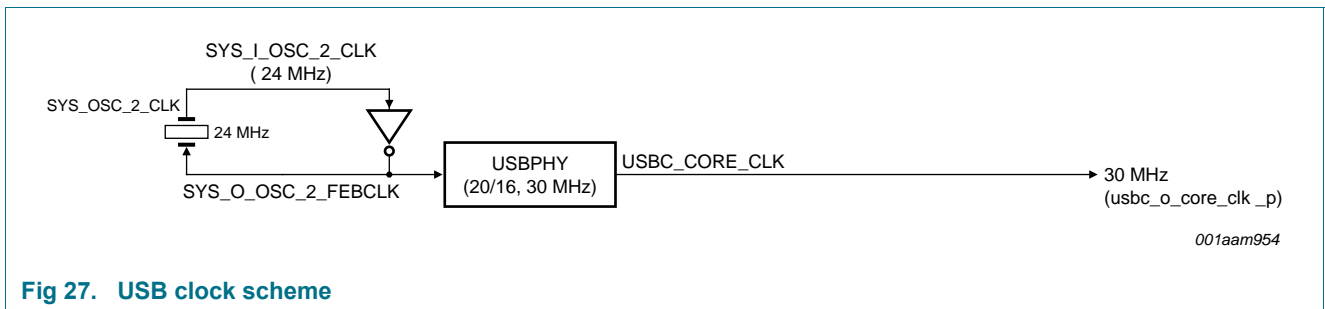 SYS_I_OSC_2_CLK
( 24 MHz)
SYS_OSC_2_CLK
24 MHz
SYS_O_OSC_2_FEBCLK
USBPHY
(20/16, 30 MHz)
USBC_CORE_CLK
30 MHz
(usbc_o_core_clk _p)
001aam954
Fig 27. USB clock scheme